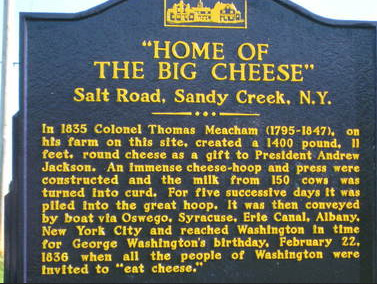 "HOME OF
THE BIG CHEESE"
Salt Road, Sandy Creek, N.Y.
In 1835 Colonel Thomas Meacham (1795-1847), on
his farm on this site, created a 1400 pound, 11
feet, round cheese as a gift to President Andrew
Jackson. An immense cheese-hoop and press were
constructed and the milk from 150 cows was
turned into curd. For five successive days it was
piled into the great hoop. It was then conveyed
by boat via Oswego, Syracuse, Erie Canal, Albany,
New York City and reached Washington in time
for George Washington's birthday, February 22,
1836 when all the people of Washington were
invited to "eat cheese."